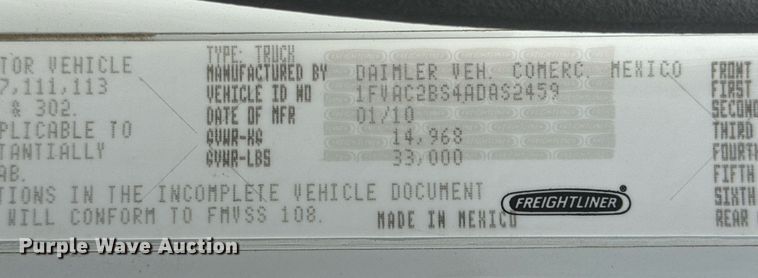 TYPE: TRUCK
TOR VEHICLE MANUFACTURED BY DAIMLER VEH. COMERC. MEXICO FRONT
7,111,113 VEHICLE ID NO 1FVAC2BS4ADAS2459 FIRST
& 302. DATE OF MFR 01/10 SECOND
PLICABLE TO GVWR-KG 14,968 THIRD
TANTIALLY GVWR-LBS 33,000 FOURTH
AB. FIFTH
TIONS IN THE INCOMPLETE VEHICLE DOCUMENT SIXTH
WILL CONFORM TO FMVSS 108. MADE IN MEXICO FREIGHTLINER REAR
Purple Wave Auction